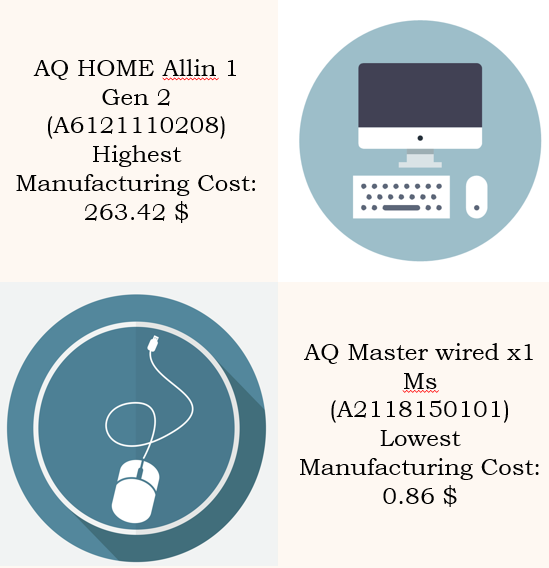 AQ HOME Allin 1
Gen 2
(A6121110208)
Highest
Manufacturing Cost:
263.42 $
AQ Master wired x1
Ms
(A2118150101)
Lowest
Manufacturing Cost:
0.86 $